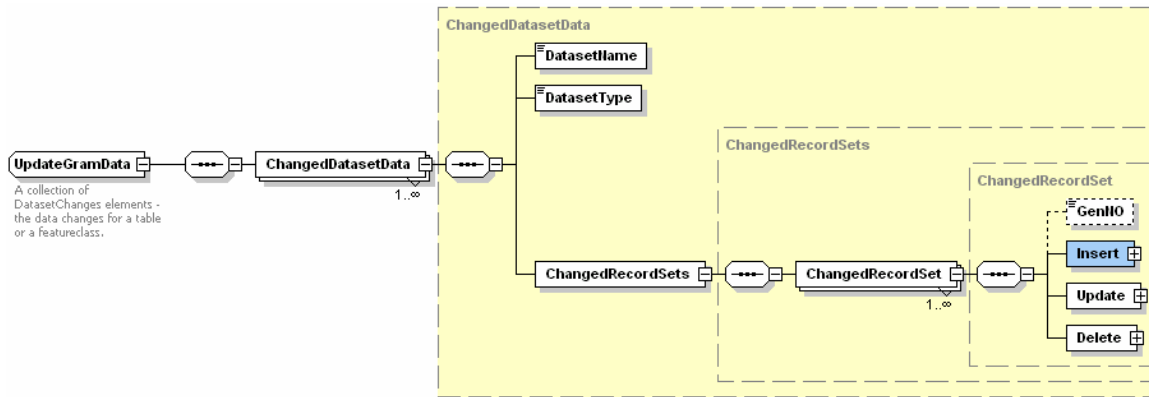 ChangedDatasetData
DatasetName
DatasetType
UpdateGramData
ChangedDatasetData
1..∞
A collection of
DatasetChanges elements -
the data changes for a table
or a featureclass.
ChangedRecordSets
ChangedRecordSet
GenNO
Insert
ChangedRecordSets
ChangedRecordSet
1..∞
Update
Delete